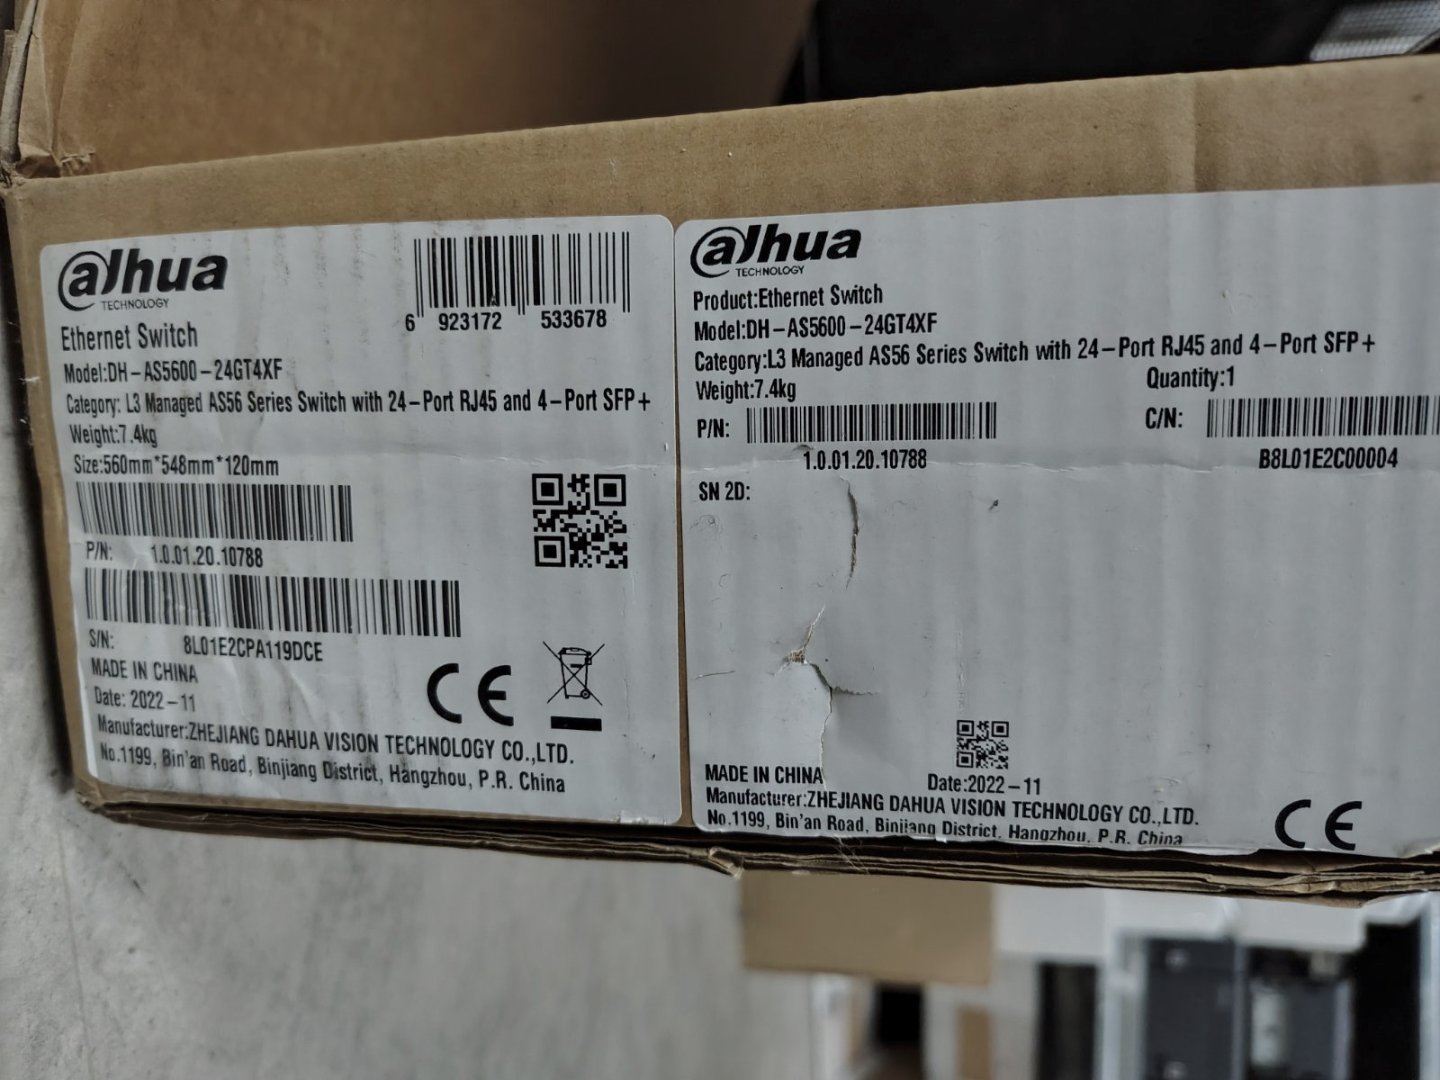 alhua
TECHNOLOGY
Ethernet Switch
Model:DH-AS5600-24GT4XF
Category: L3 Managed AS56 Series Switch with 24-Port RJ45 and 4-Port SFP+
Weight:7.4kg
Size:560mm*548mm*120mm
6 923172 533678
P/N: 1.0.01.20.10788
S/N: 8L01E2CPA119DCE
MADE IN CHINA
Date: 2022-11
Manufacturer:ZHEJIANG DAHUA VISION TECHNOLOGY CO.,LTD.
No.1199, Bin'an Road, Binjiang District, Hangzhou, P.R. China
CE
alhua
TECHNOLOGY
Product:Ethernet Switch
Model:DH-AS5600-24GT4XF
Category:L3 Managed AS56 Series Switch with 24-Port RJ45 and 4-Port SFP+
Weight:7.4kg
Quantity:1
P/N:
1.0.01.20.10788
C/N:
B8L01E2C00004
SN 2D:
MADE IN CHINA
Date:2022-11
Manufacturer:ZHEJIANG DAHUA VISION TECHNOLOGY CO.,LTD.
No.1199, Bin'an Road, Binjiang District, Hangzhou, P.R. China
CE